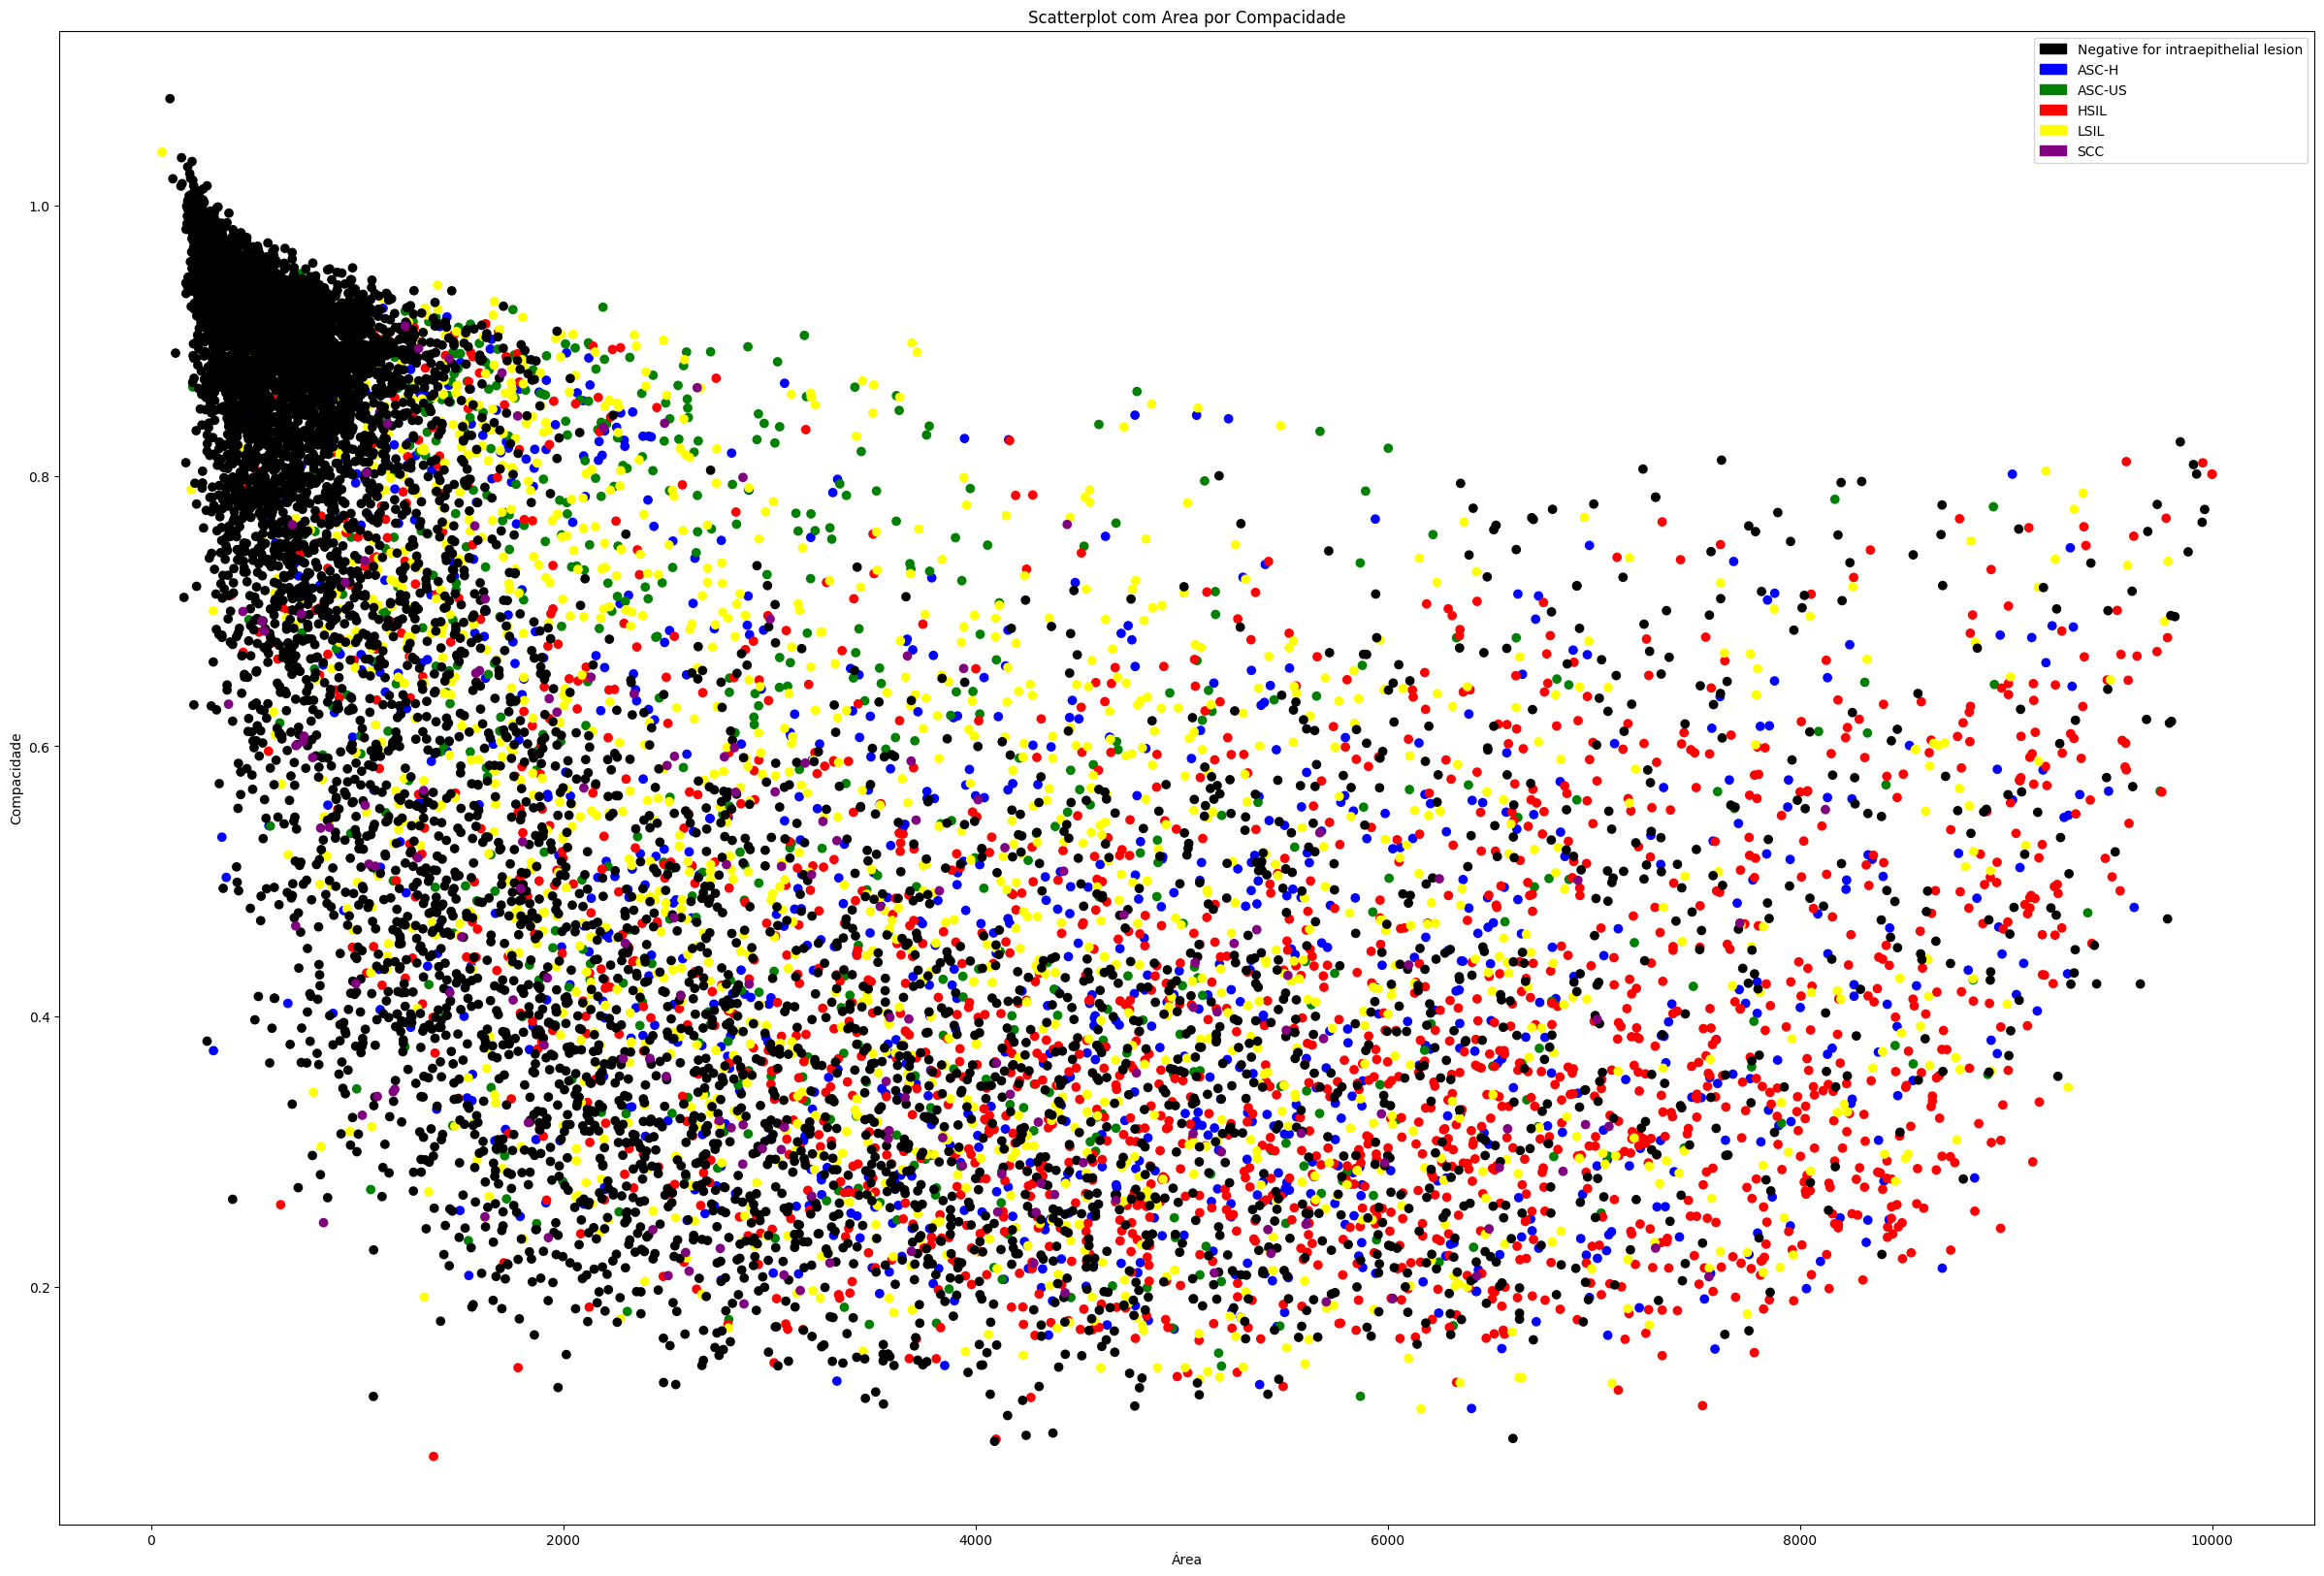 Scatterplot com Area por Compacidade
Negative for intraepithelial lesion
ASC-H
ASC-US
HSIL
LSIL
SCC
Compacidade
1.0
0.8
0.6
0.4
0.2
0 2000 4000 6000 8000 10000
Área